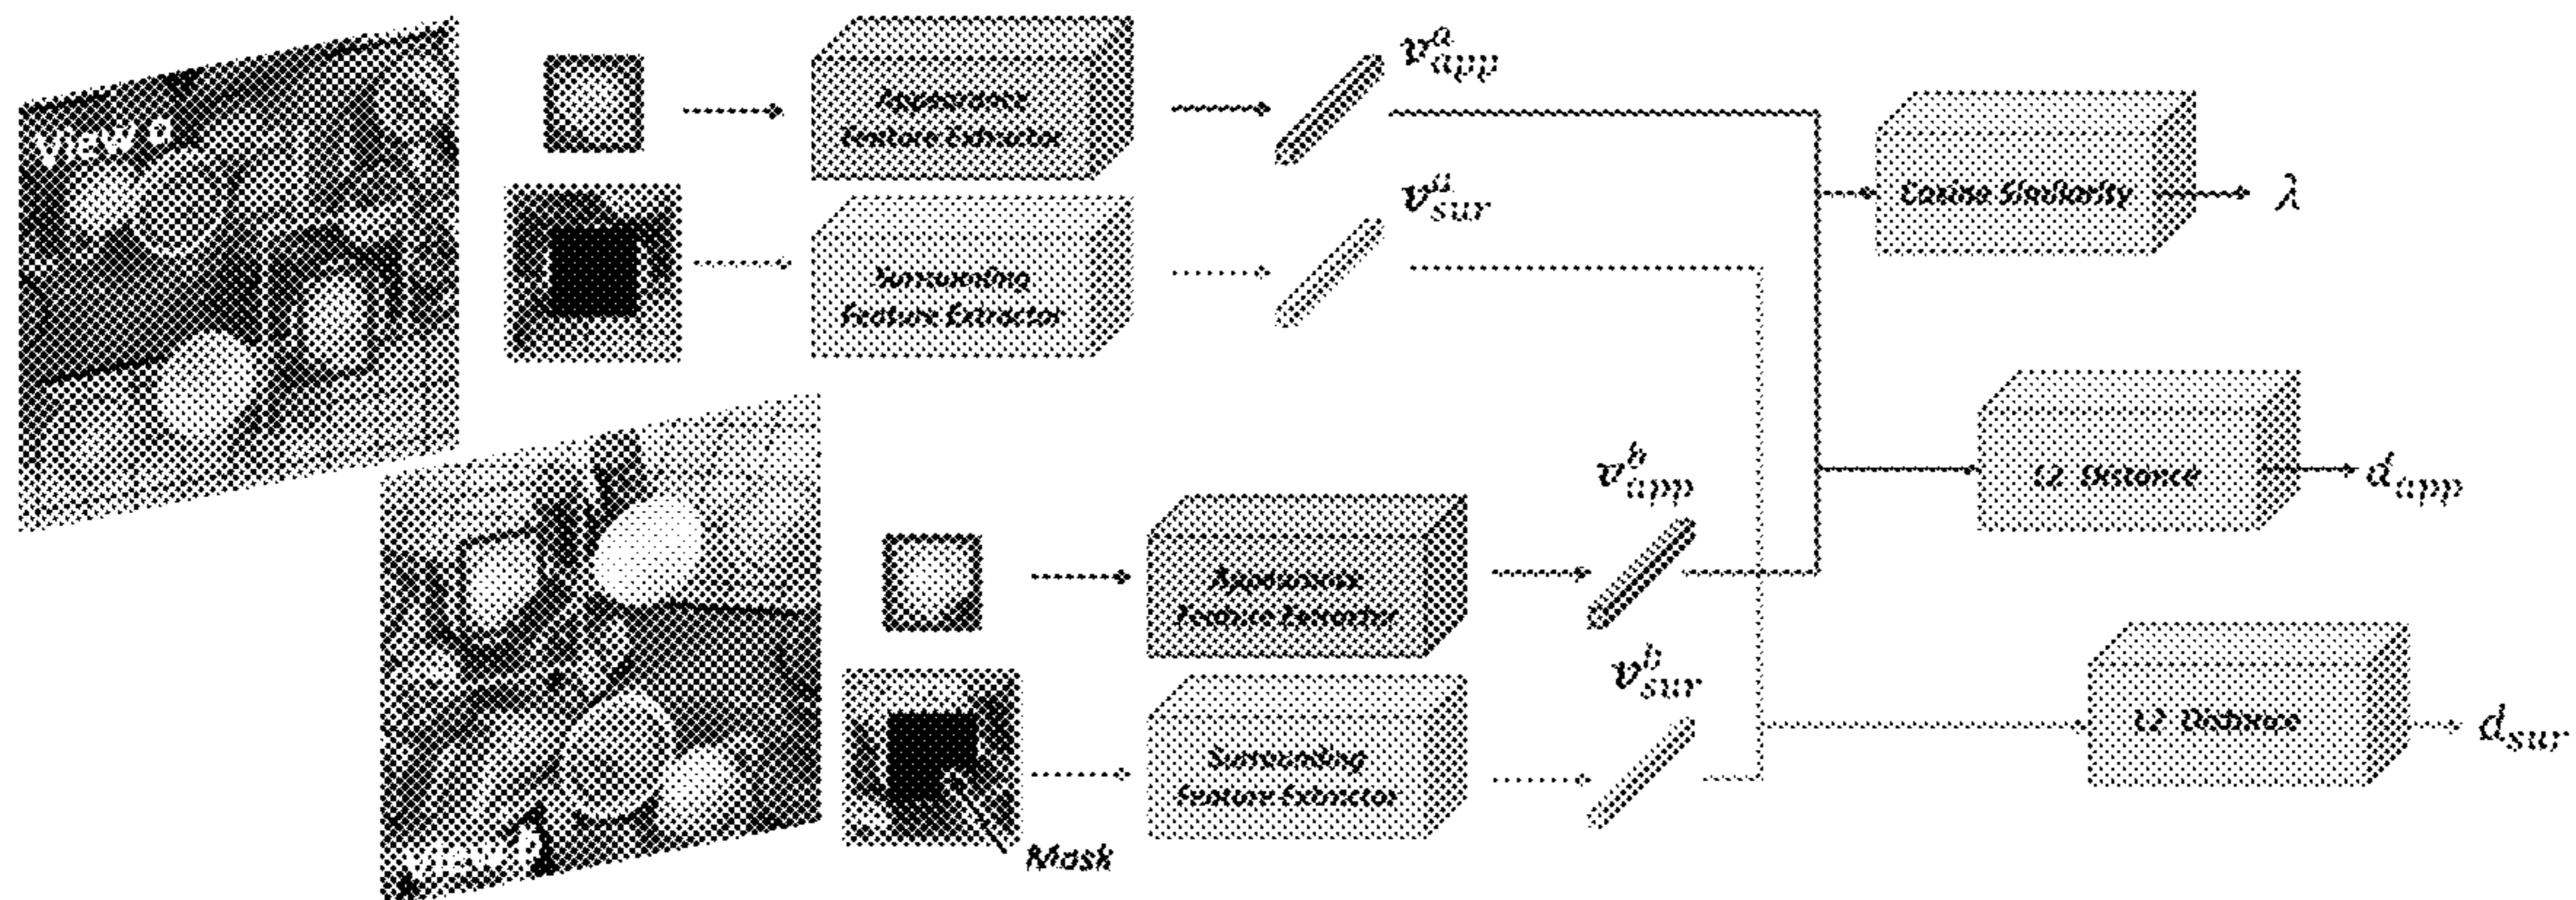 View a
Appearance
Feature Extractor
v^a_app
Surrounding
Feature Extractor
v^a_sur
Cosine Similarity
λ
L2 Distance
d_app
Appearance
Feature Extractor
v^b_app
Surrounding
Feature Extractor
v^b_sur
L2 Distance
d_sur
View b
Mask